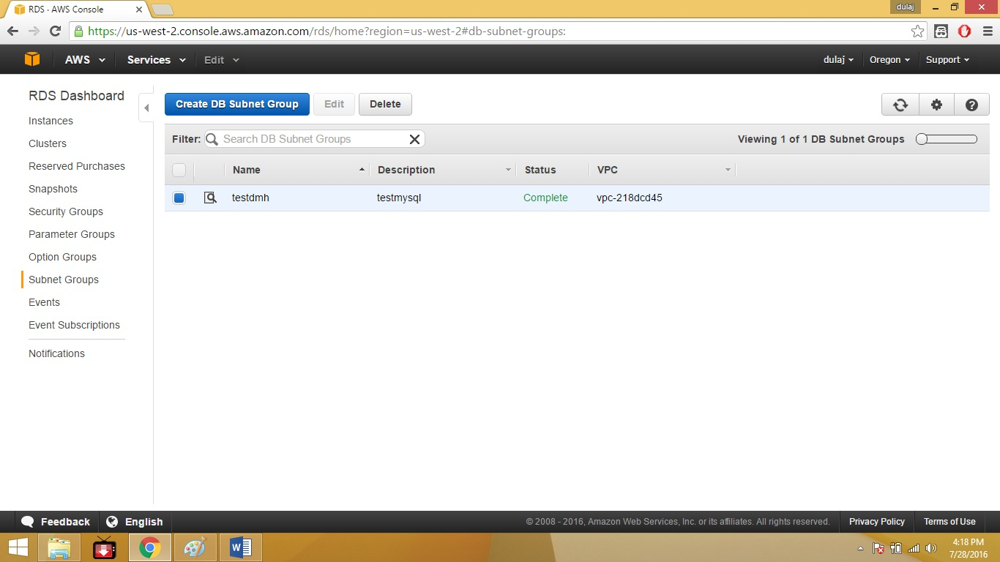 RDS · AWS Console
dulaj
https://us-west-2.console.aws.amazon.com/rds/home?region=us-west-2#db-subnet-groups:
AWS Services Edit dulaj Oregon Support
RDS Dashboard
Instances
Clusters
Reserved Purchases
Snapshots
Security Groups
Parameter Groups
Option Groups
Subnet Groups
Events
Event Subscriptions
Notifications
Create DB Subnet Group Edit Delete
Filter: Search DB Subnet Groups Viewing 1 of 1 DB Subnet Groups
Name Description Status VPC
testdmh testmysql Complete vpc-218dcd45
Feedback English © 2008 - 2016, Amazon Web Services, Inc. or its affiliates. All rights reserved. Privacy Policy Terms of Use
4:18 PM
7/28/2016